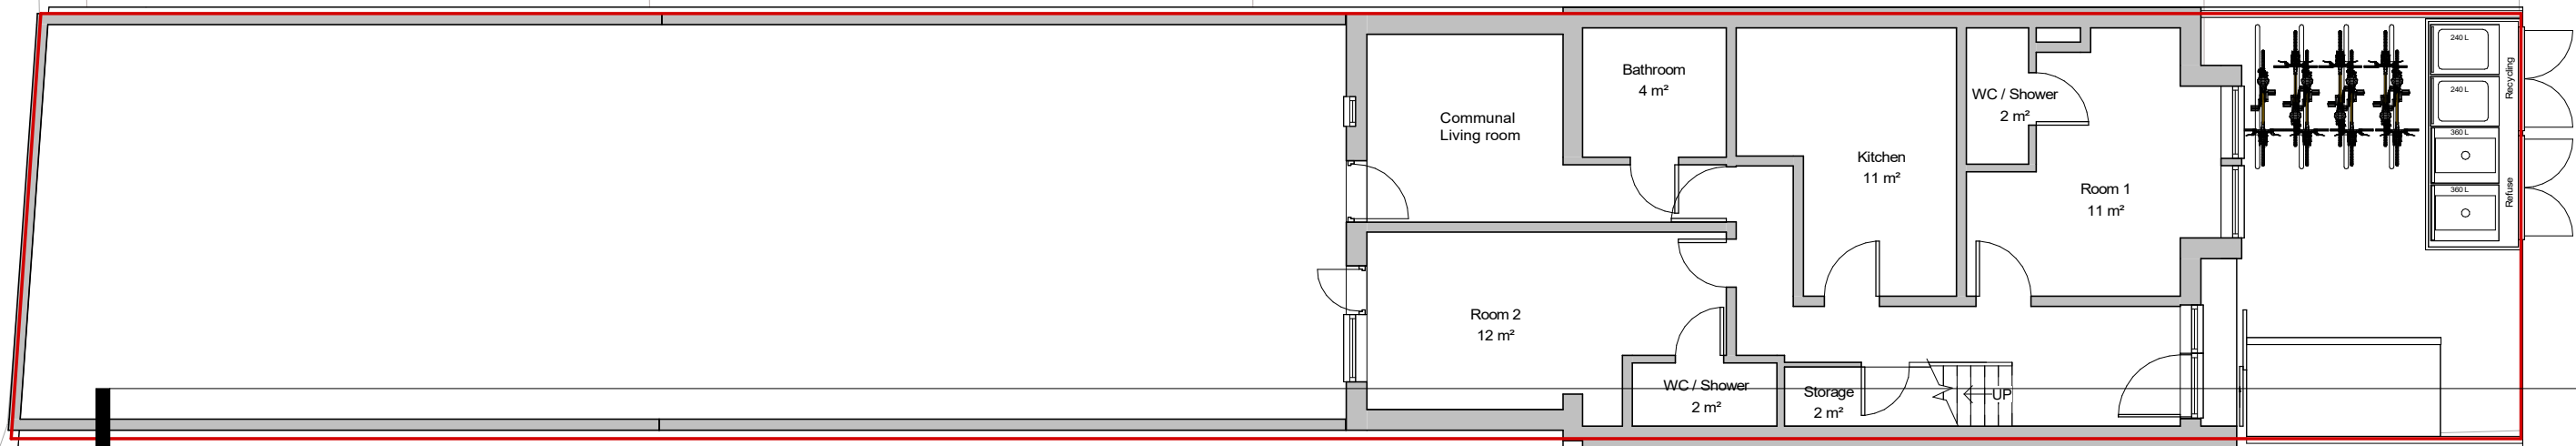 Communal
Living room
Bathroom
4 m²
Kitchen
11 m²
WC / Shower
2 m²
Room 1
11 m²
240 L
240 L
360 L
360 L
Recycling
Refuse
Room 2
12 m²
WC / Shower
2 m²
Storage
2 m²
UP